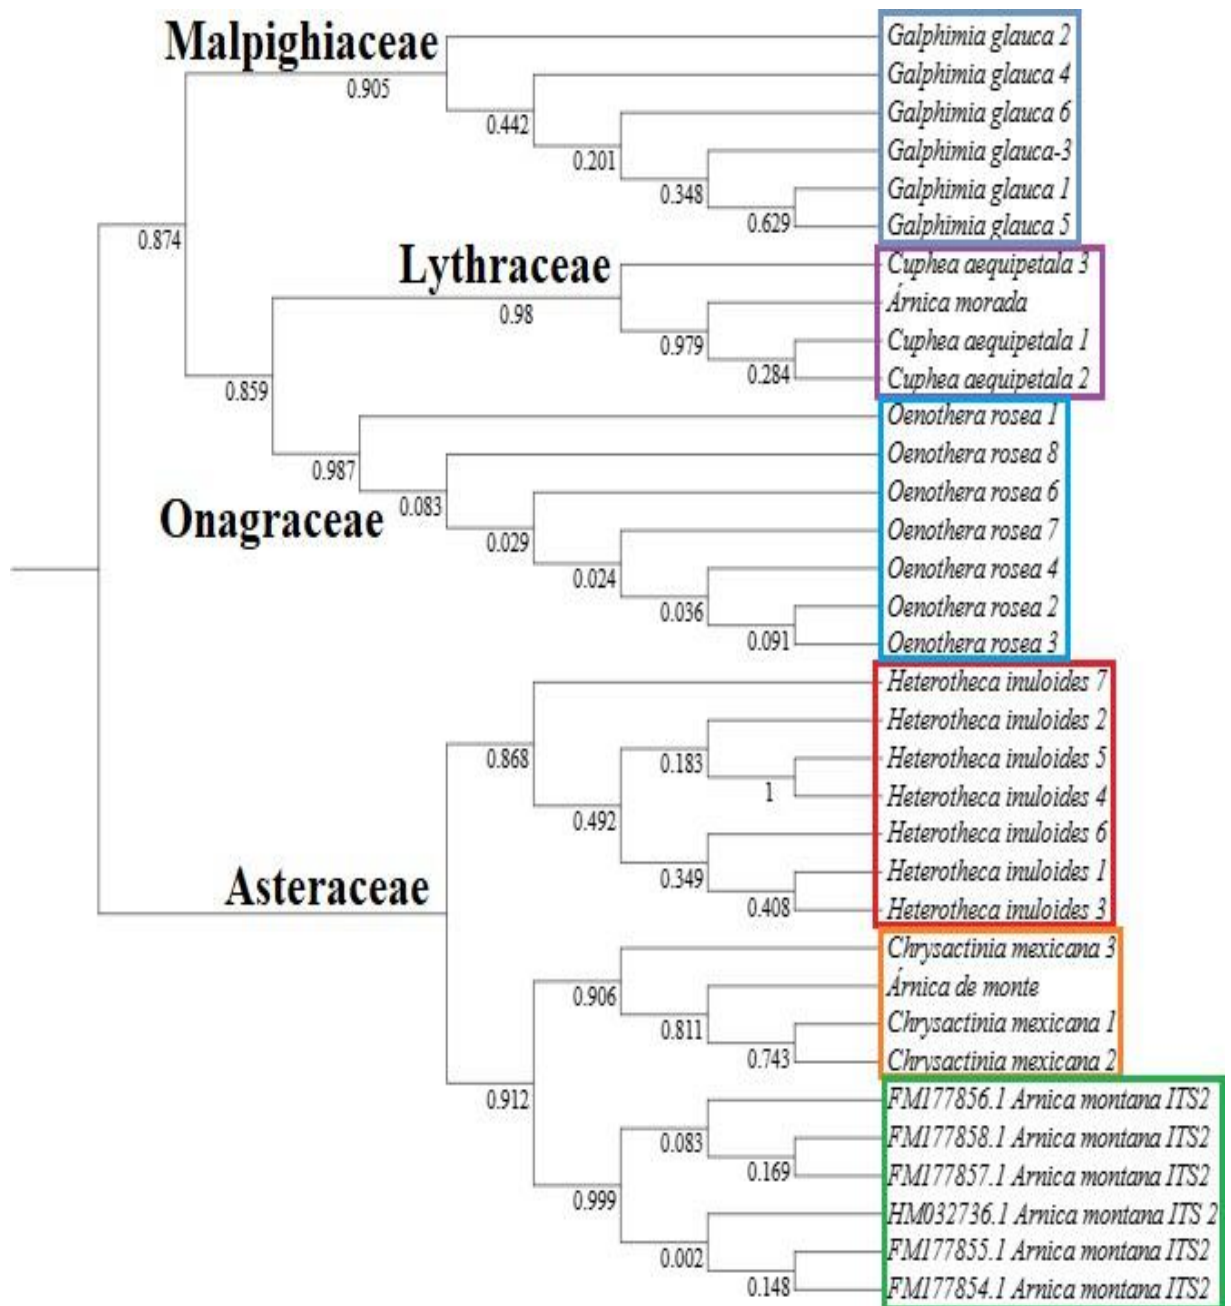 Malpighiaceae
Galphimia glauca 2
Galphimia glauca 4
0.905
Galphimia glauca 6
0.442
Galphimia glauca-3
0.201
Galphimia glauca 1
0.348
Galphimia glauca 5
0.629
0.874
Lythraceae
Cuphea aequipetala 3
Árnica morada
0.98
Cuphea aequipetala 1
0.979
Cuphea aequipetala 2
0.284
0.859
Oenothera rosea 1
Oenothera rosea 8
0.987
Oenothera rosea 6
0.083
Onagraceae
Oenothera rosea 7
0.029
Oenothera rosea 4
0.024
Oenothera rosea 2
0.036
Oenothera rosea 3
0.091
Heterotheca inuloides 7
Heterotheca inuloides 2
0.868
Heterotheca inuloides 5
0.183
Heterotheca inuloides 4
1
0.492
Heterotheca inuloides 6
Heterotheca inuloides 1
0.349
Asteraceae
Heterotheca inuloides 3
0.408
Chrysactinia mexicana 3
Árnica de monte
0.906
Chrysactinia mexicana 1
0.811
Chrysactinia mexicana 2
0.743
0.912
FM177856.1 Arnica montana ITS2
FM177858.1 Arnica montana ITS2
0.083
FM177857.1 Arnica montana ITS2
0.169
0.999
HM032736.1 Arnica montana ITS 2
FM177855.1 Arnica montana ITS2
0.002
FM177854.1 Arnica montana ITS2
0.148